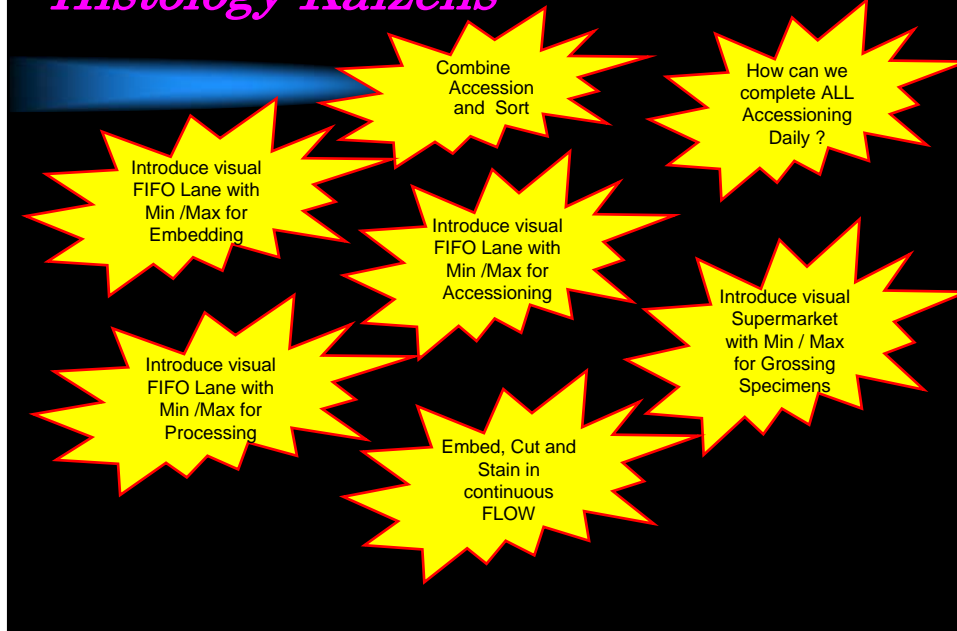 Histology Kaizens
Combine
Accession
and Sort
How can we
complete ALL
Accessioning
Daily ?
Introduce visual
FIFO Lane with
Min /Max for
Embedding
Introduce visual
FIFO Lane with
Min /Max for
Accessioning
Introduce visual
Supermarket
with Min / Max
for Grossing
Specimens
Introduce visual
FIFO Lane with
Min /Max for
Processing
Embed, Cut and
Stain in
continuous
FLOW